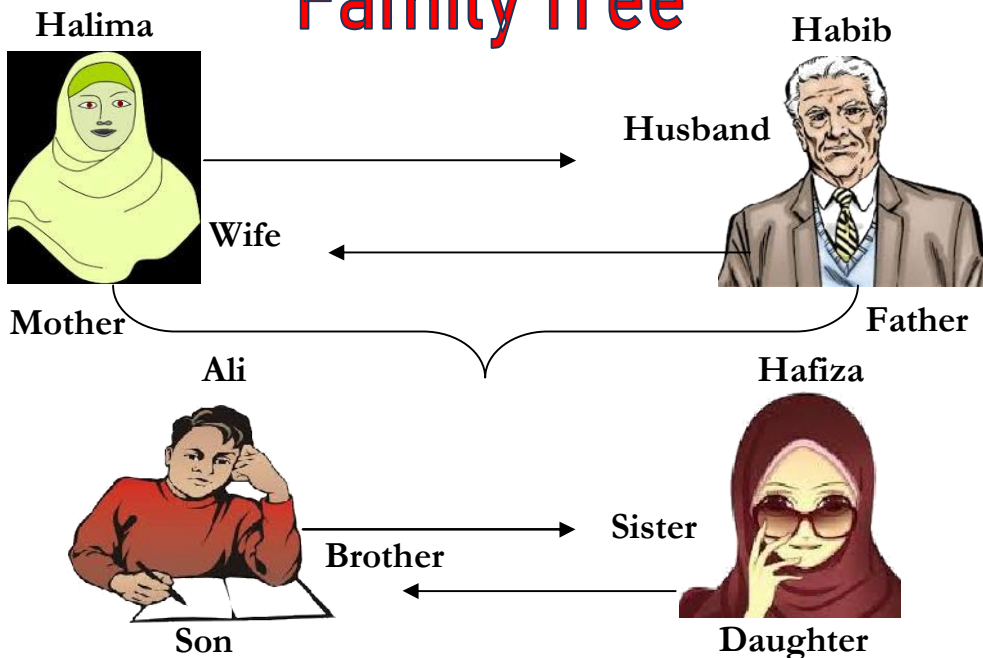 Family Tree
Halima
Habib
Husband
Wife
Mother
Father
Ali
Hafiza
Sister
Brother
Son
Daughter